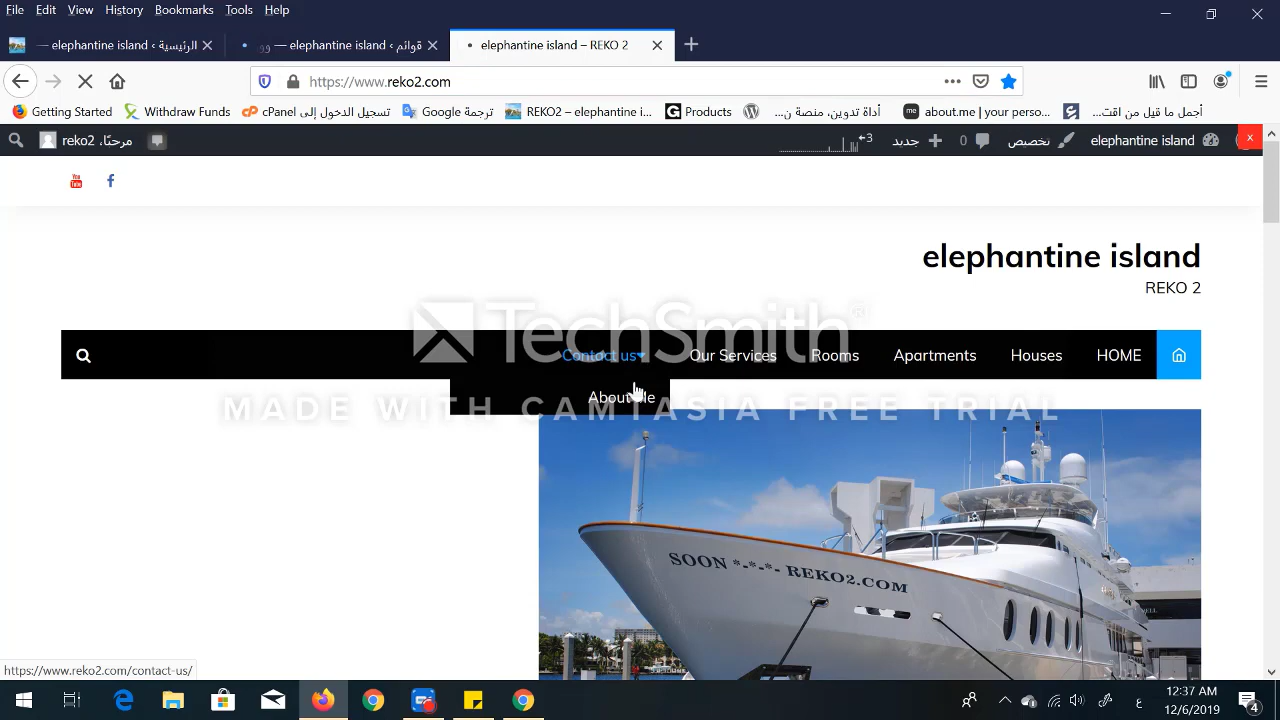 File Edit View History Bookmarks Tools Help
الرئيسية ‹ elephantine island —
قوائم ‹ elephantine island — وو
elephantine island – REKO 2
https://www.reko2.com
Getting Started
Withdraw Funds
تسجيل الدخول إلى cPanel
ترجمة Google
REKO2 – elephantine i...
Products
أداة تدوين، منصة ن...
about.me | your perso...
أجمل ما قيل من اقت...
مرحبًا، reko2
3
جديد
0
تخصيص
elephantine island
x
You Tube
elephantine island
REKO 2
Contact us
Our Services
Rooms
Apartments
Houses
HOME
TechSmith®
About Me
MADE WITH CAMTASIA FREE TRIAL
SOON *-*-*- REKO2.COM
https://www.reko2.com/contact-us/
ع
12:37 AM
12/6/2019
4